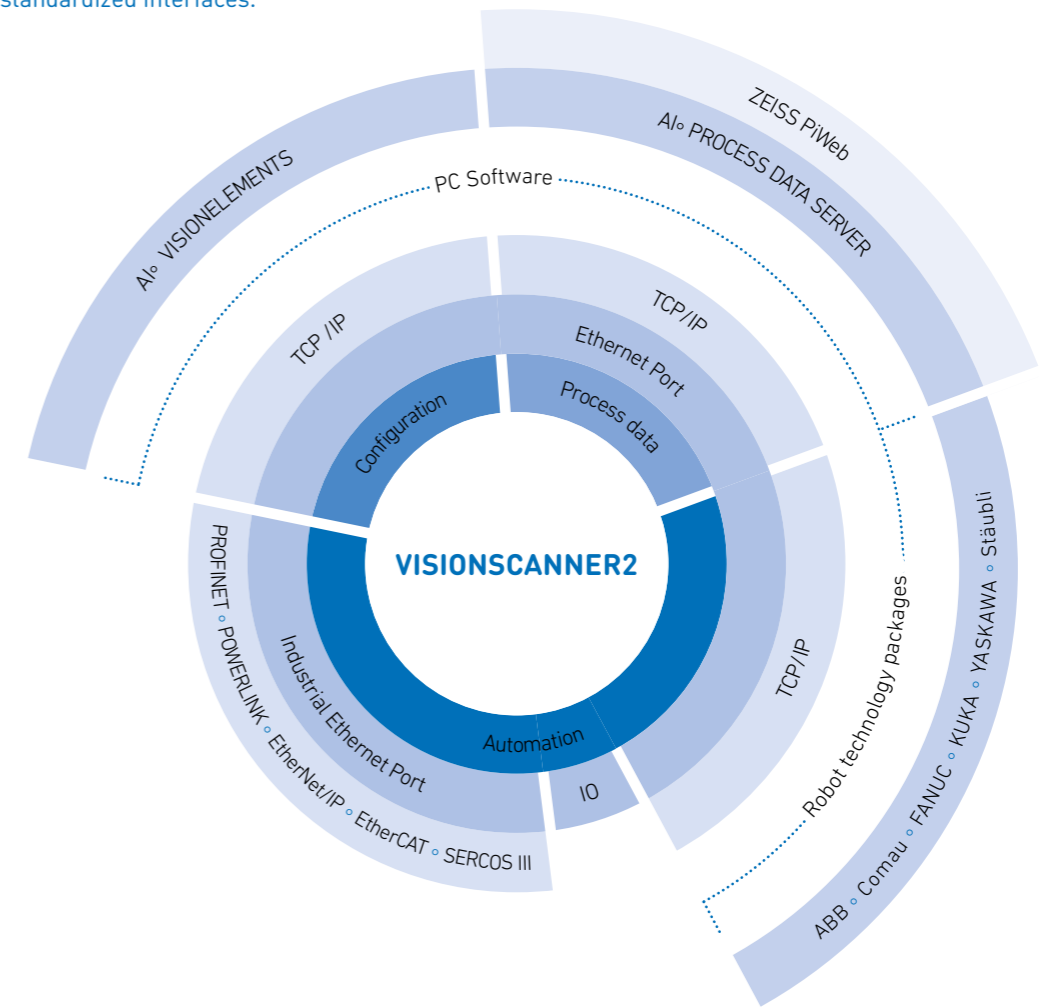 standardized interfaces.
ZEISS PiWeb
AI° PROCESS DATA SERVER
AI° VISIONELEMENTS
PC Software
TCP /IP
TCP/IP
Ethernet Port
Configuration
Process data
VISIONSCANNER2
PROFINET ∘ POWERLINK ∘ EtherNet/IP ∘ EtherCAT ∘ SERCOS III
Industrial Ethernet Port
Automation
IO
TCP/IP
Robot technology packages
ABB ∘ Comau ∘ FANUC ∘ KUKA ∘ YASKAWA ∘ Stäubli